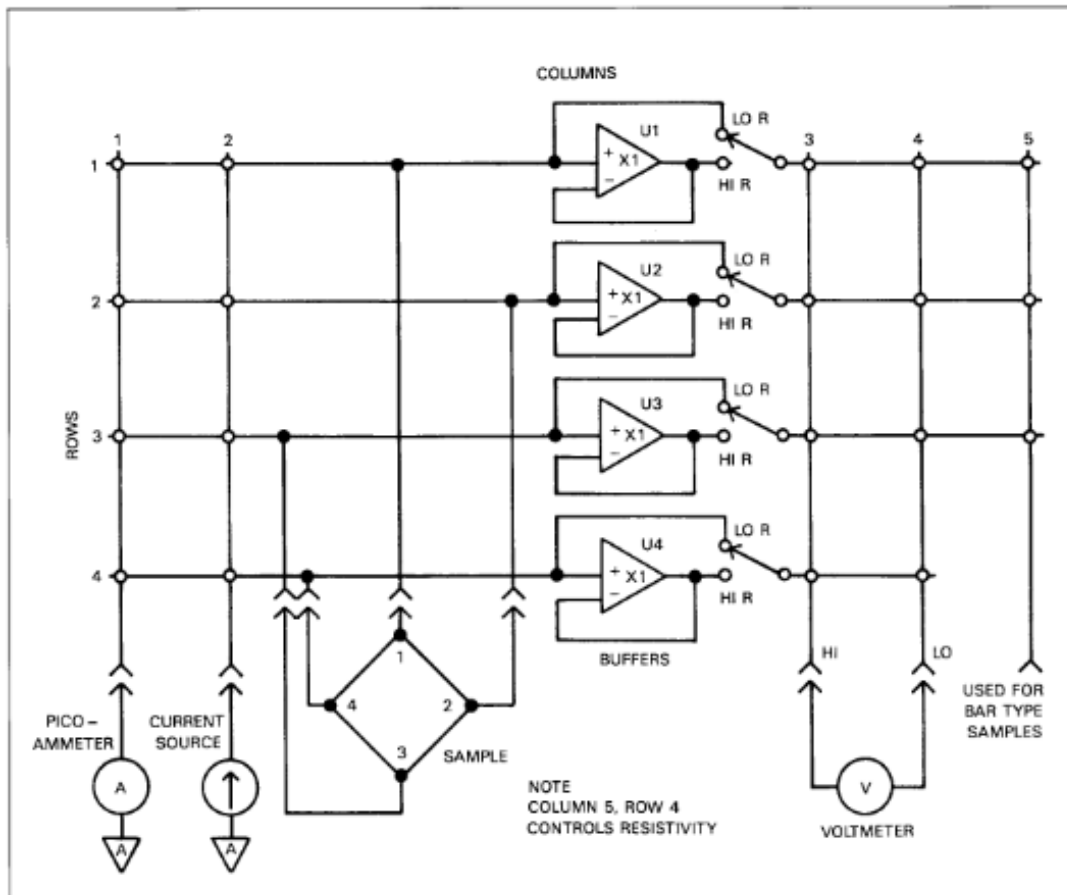 COLUMNS
1
2
3
4
5
U1
+
X1
−
LO R
HI R
1
U2
+
X1
−
LO R
HI R
2
ROWS
U3
+
X1
−
LO R
HI R
3
U4
+
X1
−
LO R
HI R
4
BUFFERS
1
4
2
3
SAMPLE
PICO –
AMMETER
A
A
CURRENT
SOURCE
A
NOTE
COLUMN 5, ROW 4
CONTROLS RESISTIVITY
HI
LO
V
VOLTMETER
USED FOR
BAR TYPE
SAMPLES